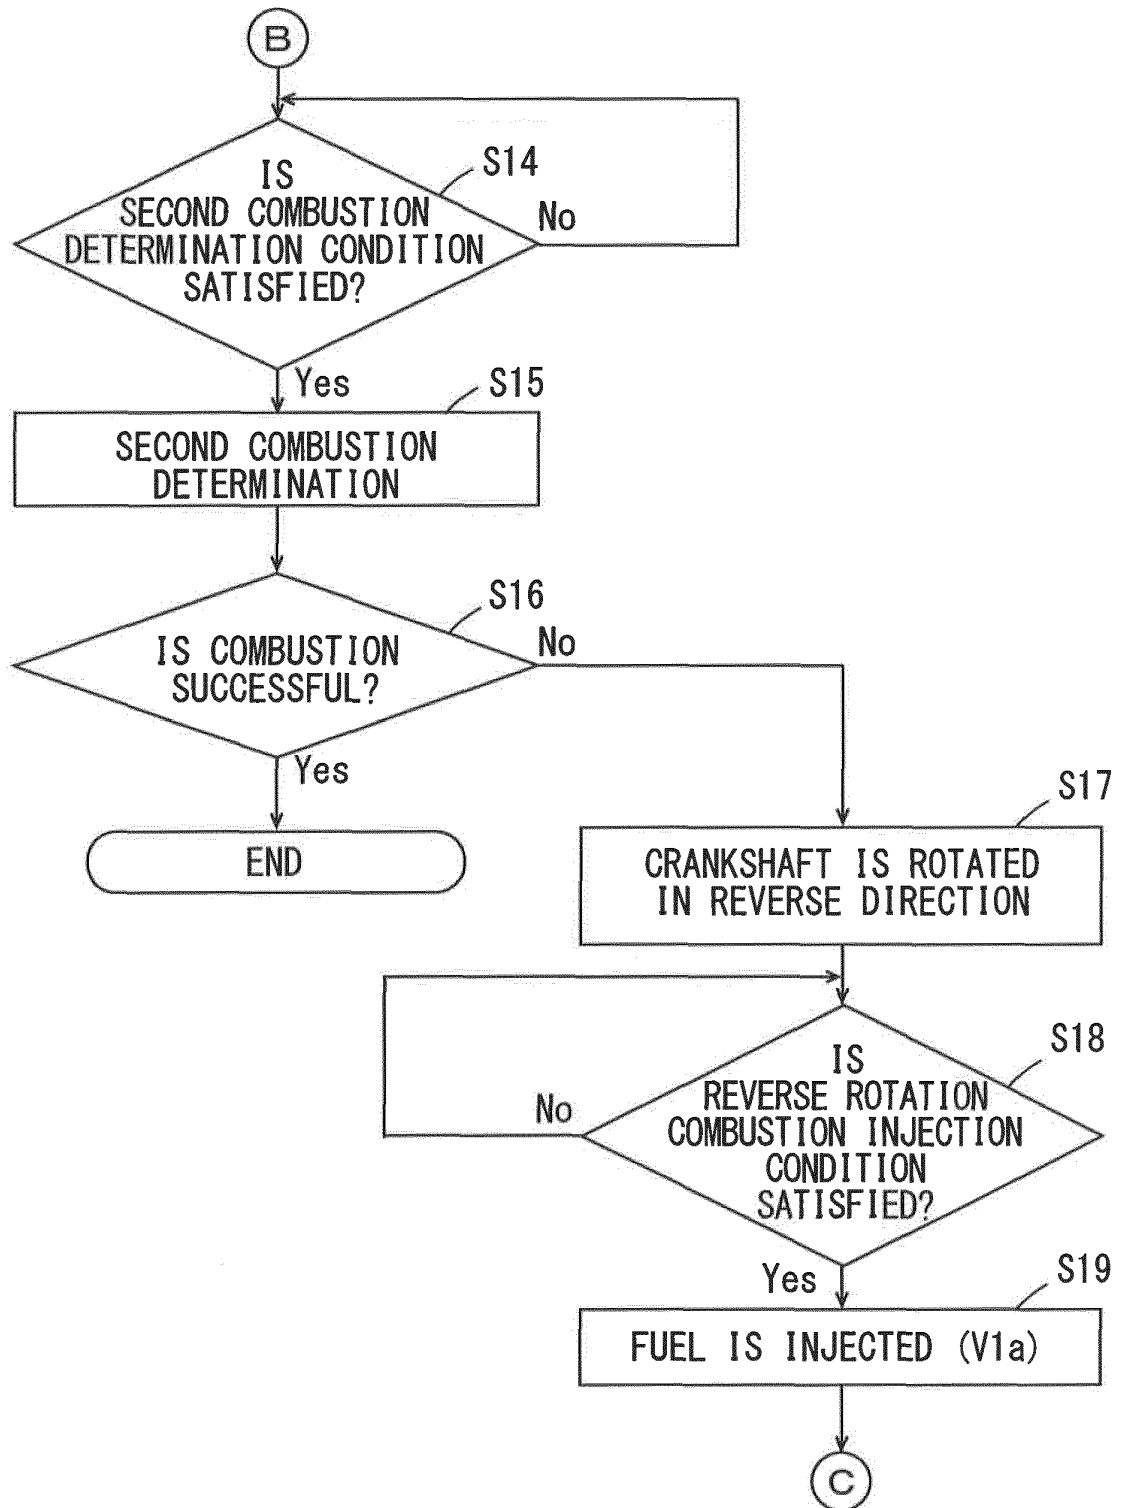 B
IS
SECOND COMBUSTION
DETERMINATION CONDITION
SATISFIED?
S14
No
Yes
S15
SECOND COMBUSTION
DETERMINATION
S16
IS COMBUSTION
SUCCESSFUL?
No
Yes
END
S17
CRANKSHAFT IS ROTATED
IN REVERSE DIRECTION
S18
IS
REVERSE ROTATION
COMBUSTION INJECTION
CONDITION
SATISFIED?
No
Yes
S19
FUEL IS INJECTED (V1a)
C